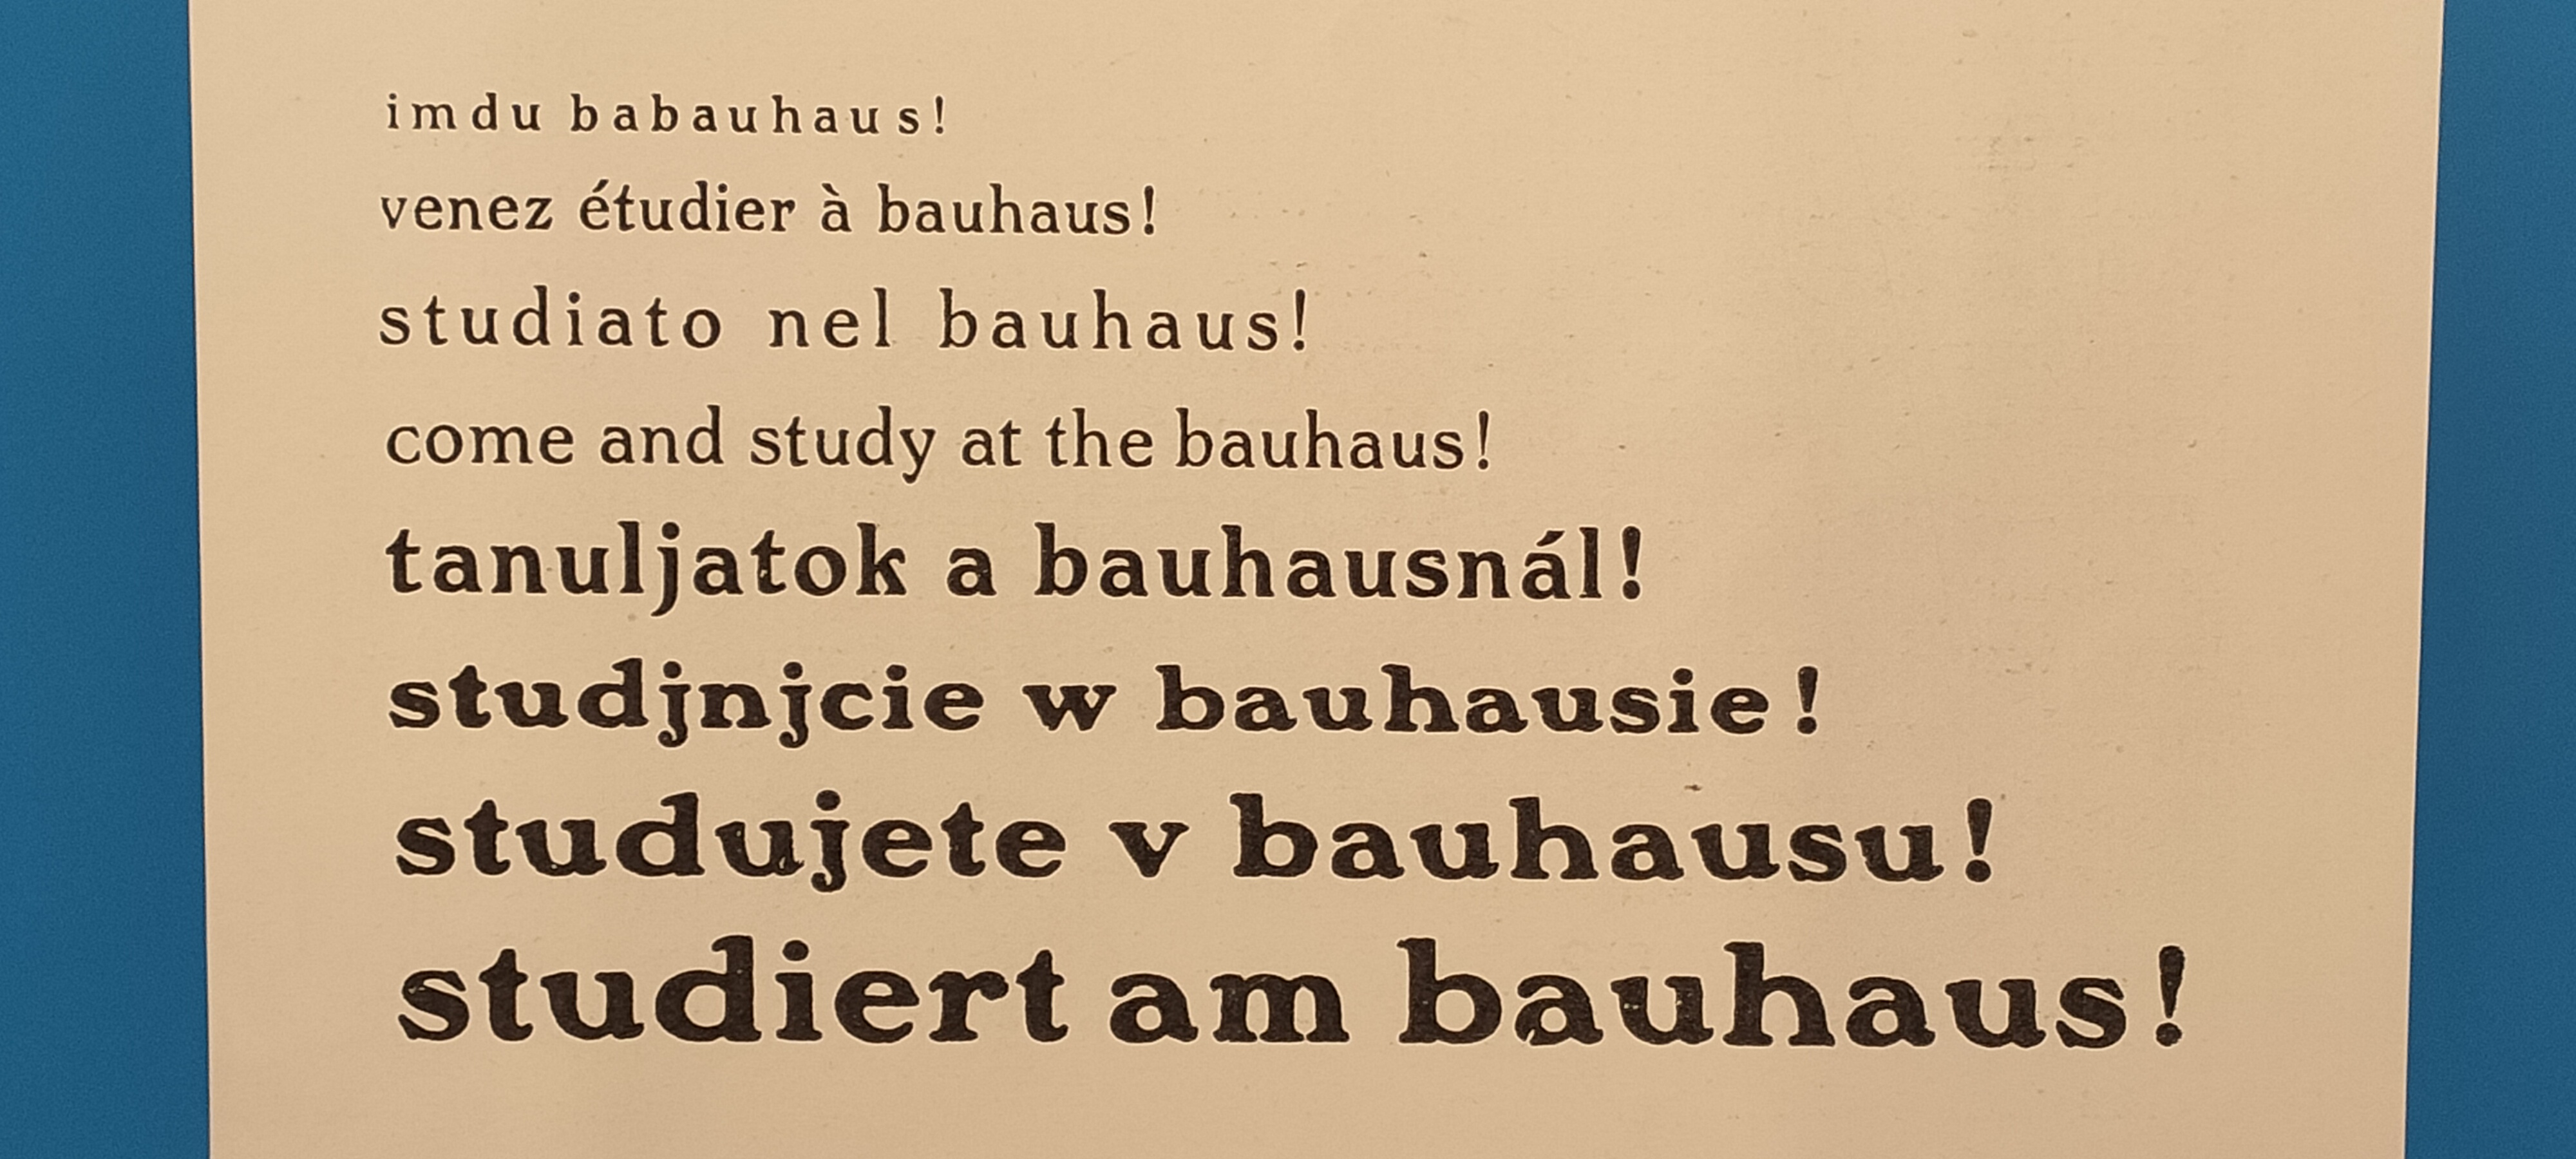 imdu babauhaus!
venez étudier à bauhaus!
studiato nel bauhaus!
come and study at the bauhaus!
tanuljatok a bauhausnál!
studjnjcie w bauhausie!
studujete v bauhausu!
studiert am bauhaus!